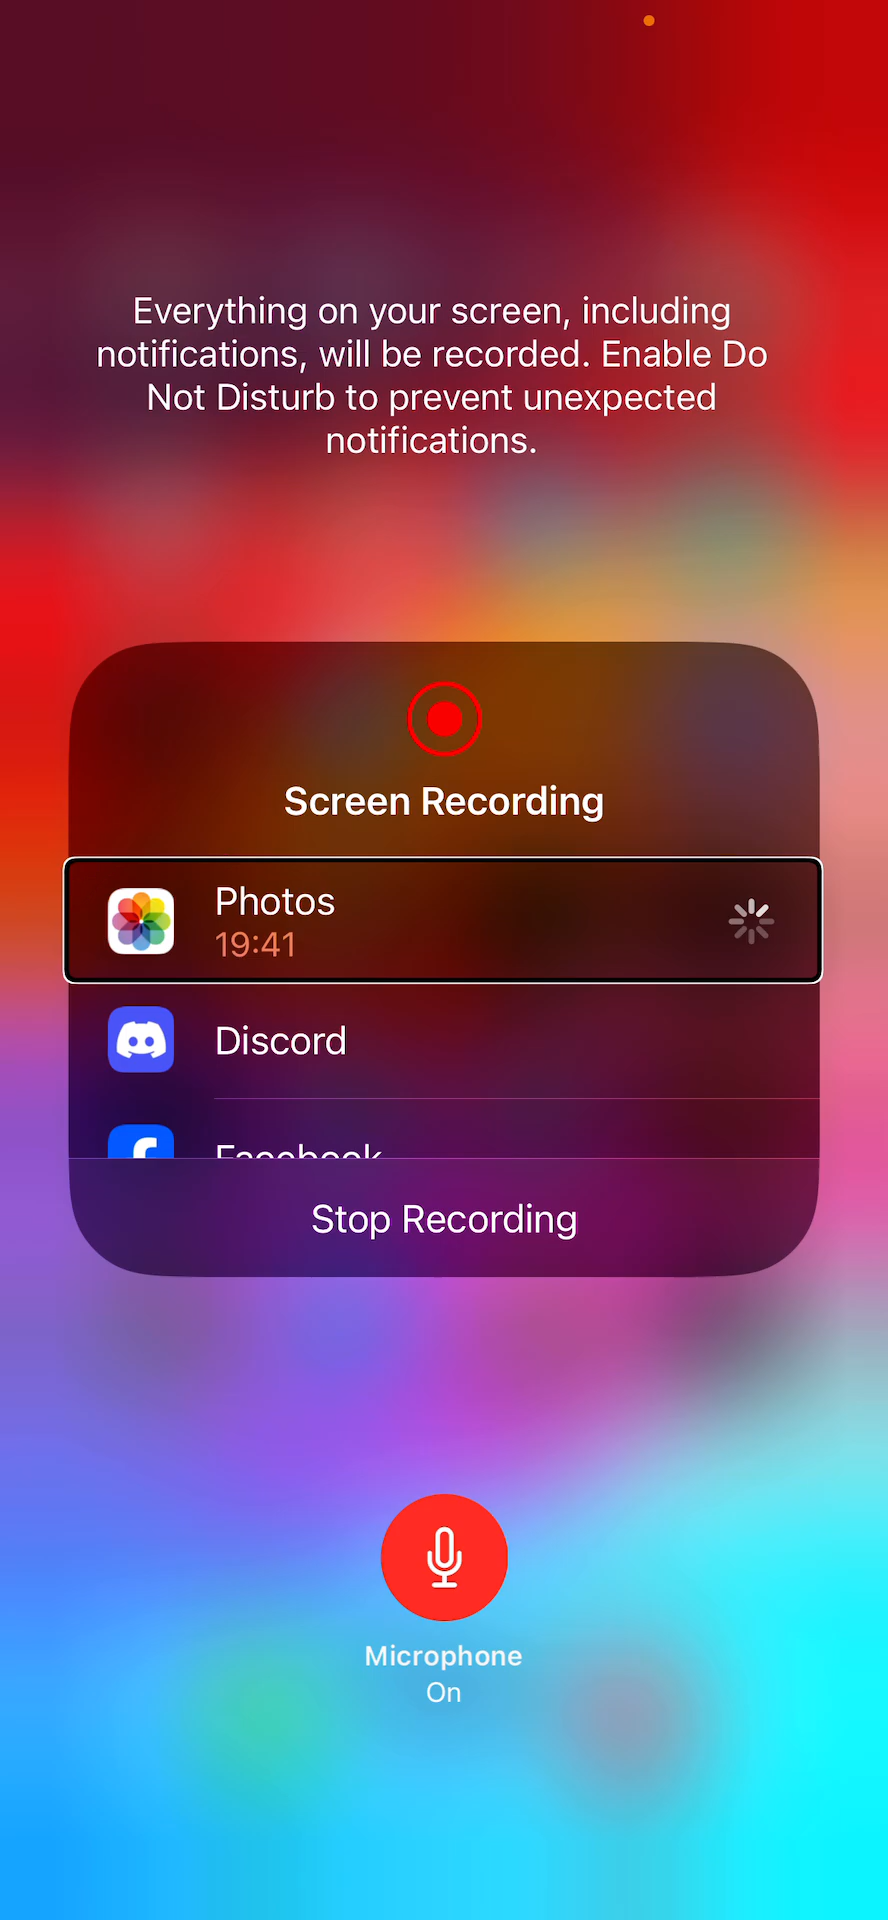 Everything on your screen, including
notifications, will be recorded. Enable Do
Not Disturb to prevent unexpected
notifications.
Screen Recording
Photos
19:41
Discord
Facebook
Stop Recording
Microphone
On